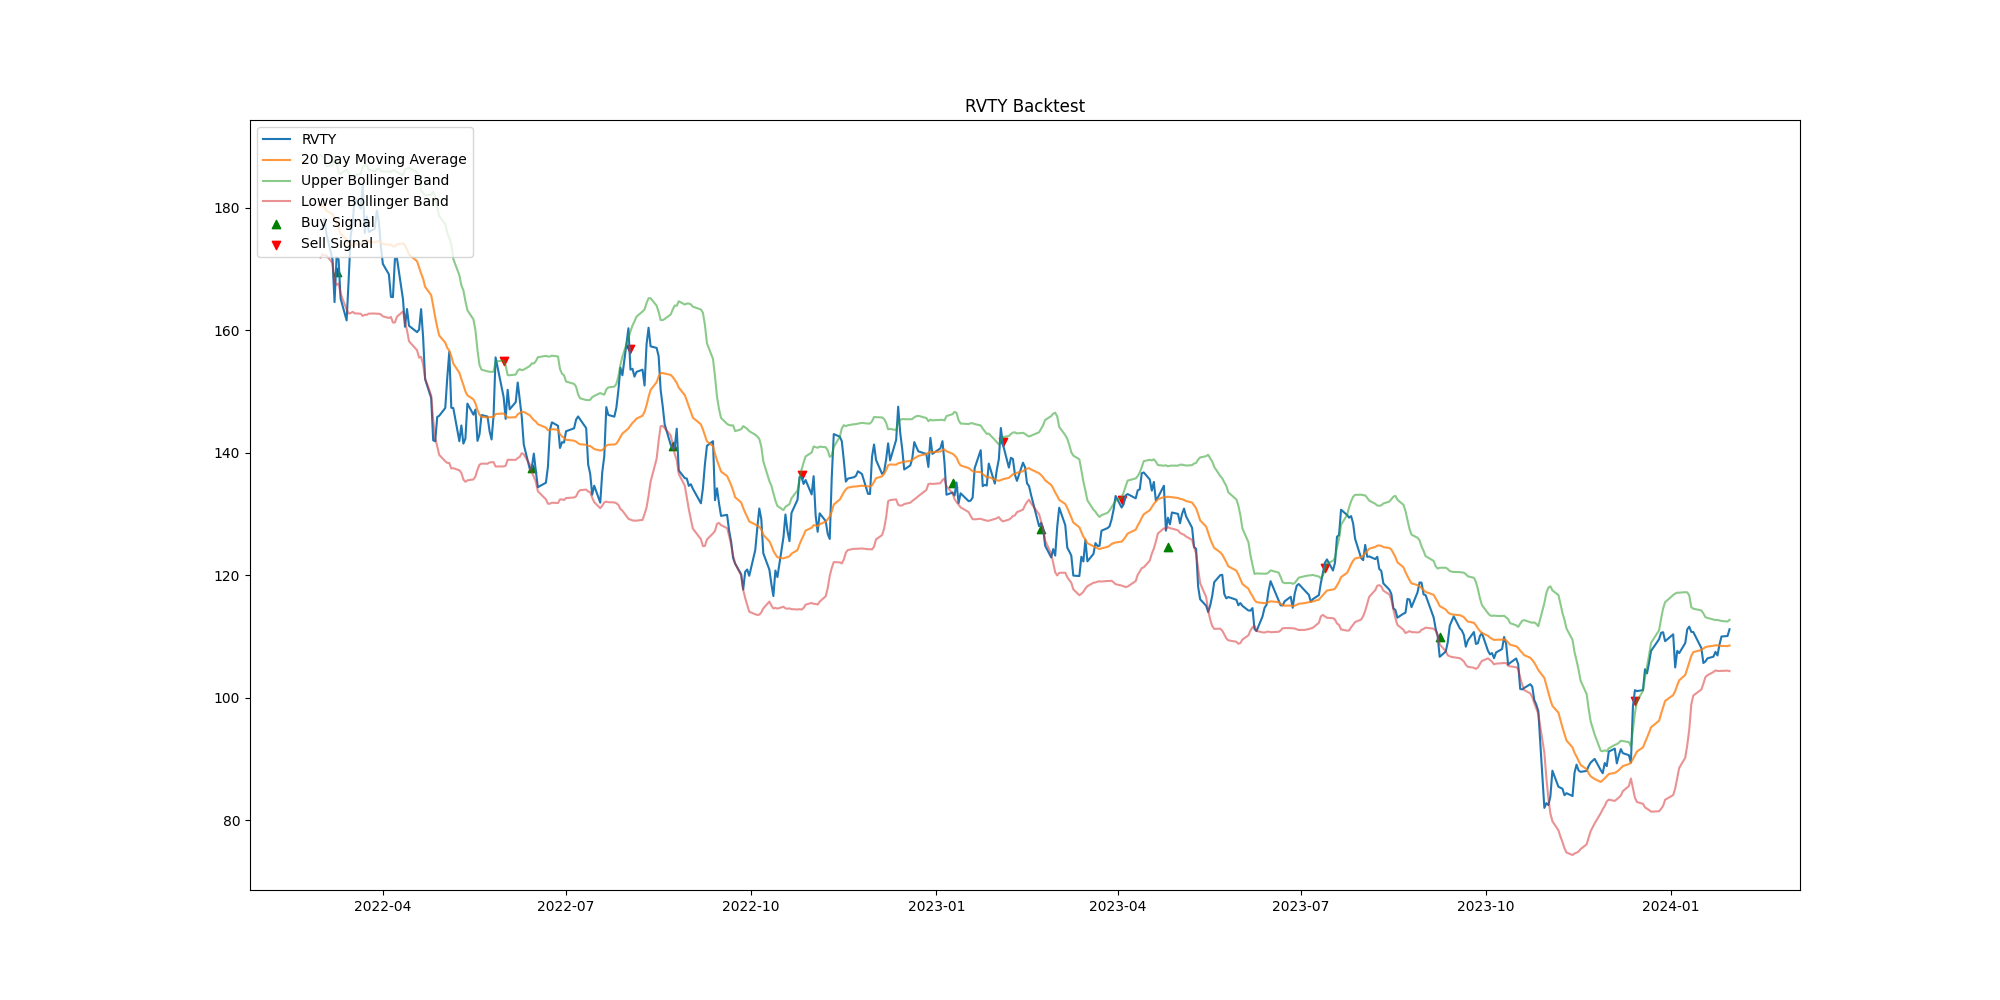 RVTY Backtest
RVTY
20 Day Moving Average
Upper Bollinger Band
Lower Bollinger Band
Buy Signal
Sell Signal
180
160
140
120
100
80
2022-04 2022-07 2022-10 2023-01 2023-04 2023-07 2023-10 2024-01